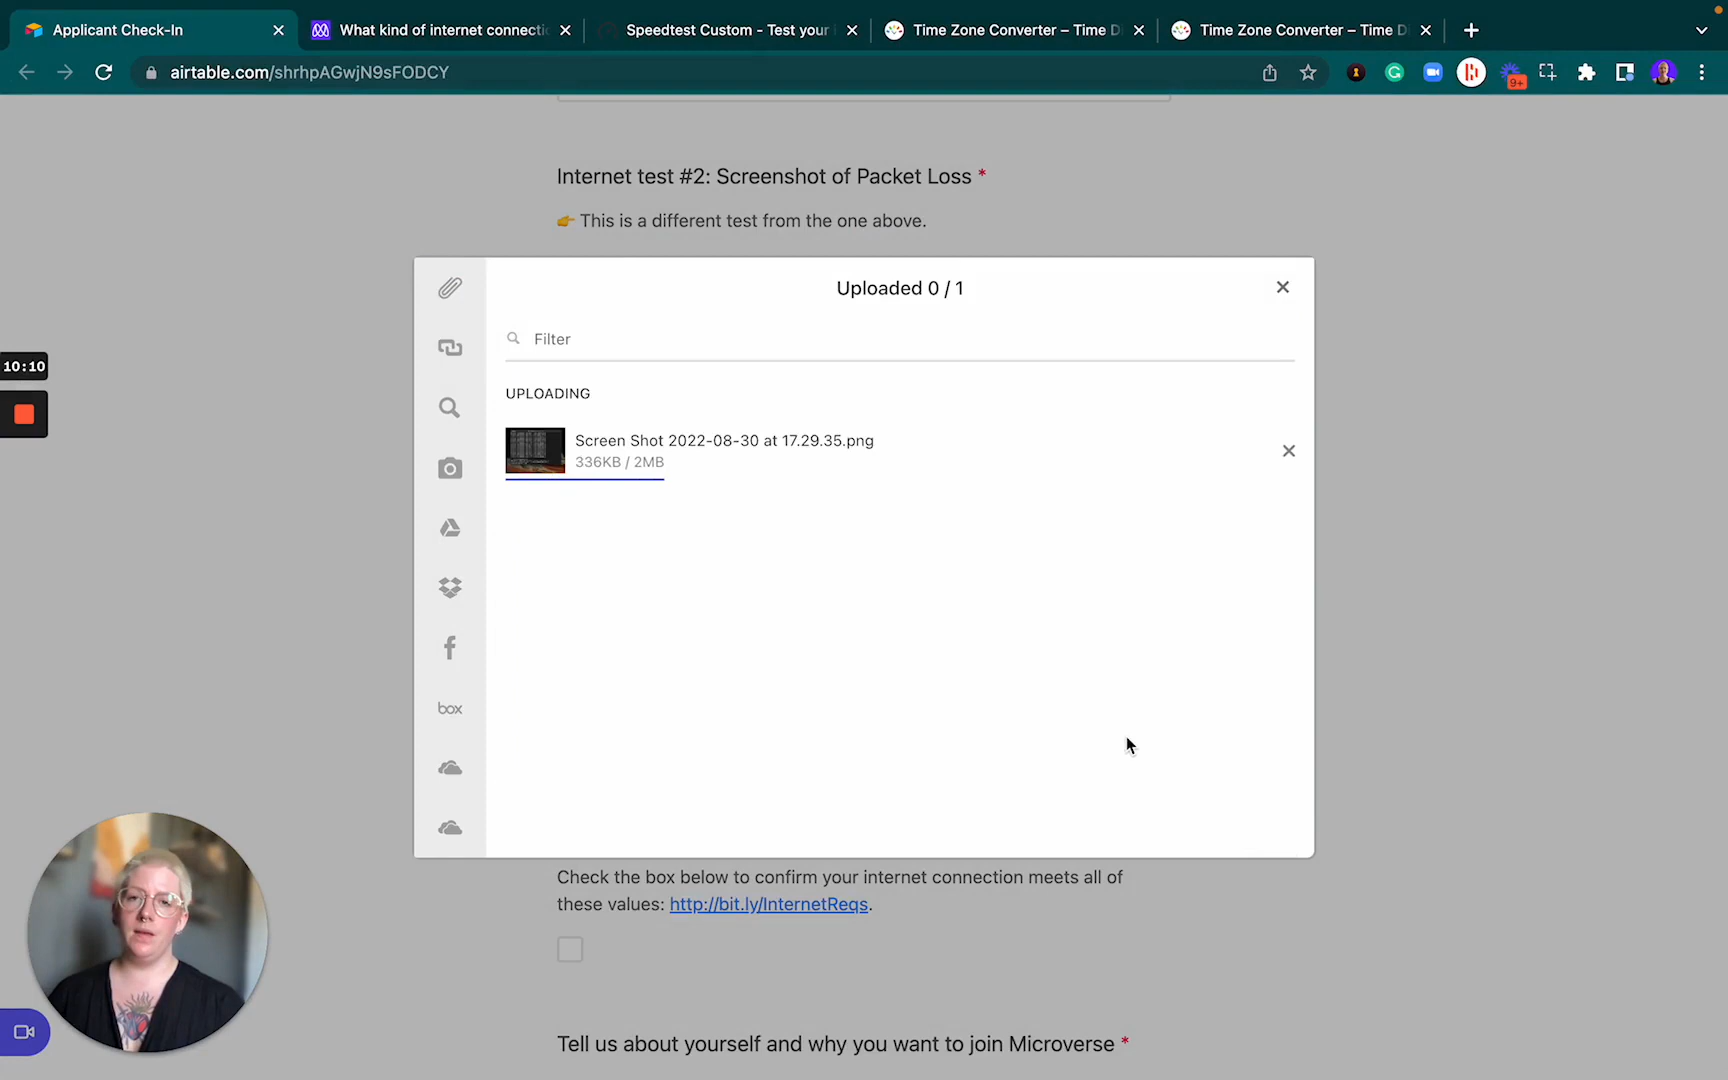 Applicant Check-In
What kind of internet connecti
Speedtest Custom - Test your
Time Zone Converter – Time D
Time Zone Converter – Time D
airtable.com/shrhpAGwjN9sFODCY
9+
Internet test #2: Screenshot of Packet Loss *
👉 This is a different test from the one above.
Uploaded 0 / 1
10:10
Filter
UPLOADING
Screen Shot 2022-08-30 at 17.29.35.png
336KB / 2MB
box
Check the box below to confirm your internet connection meets all of
these values: http://bit.ly/InternetReqs.
Tell us about yourself and why you want to join Microverse *